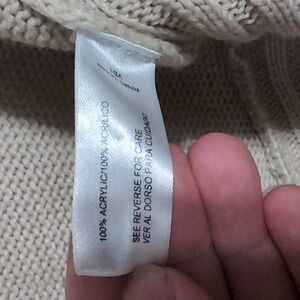 100% ACRYLIC/100% ACRILICO
SEE REVERSE FOR CARE
VER AL DORSO PARA CUIDADO